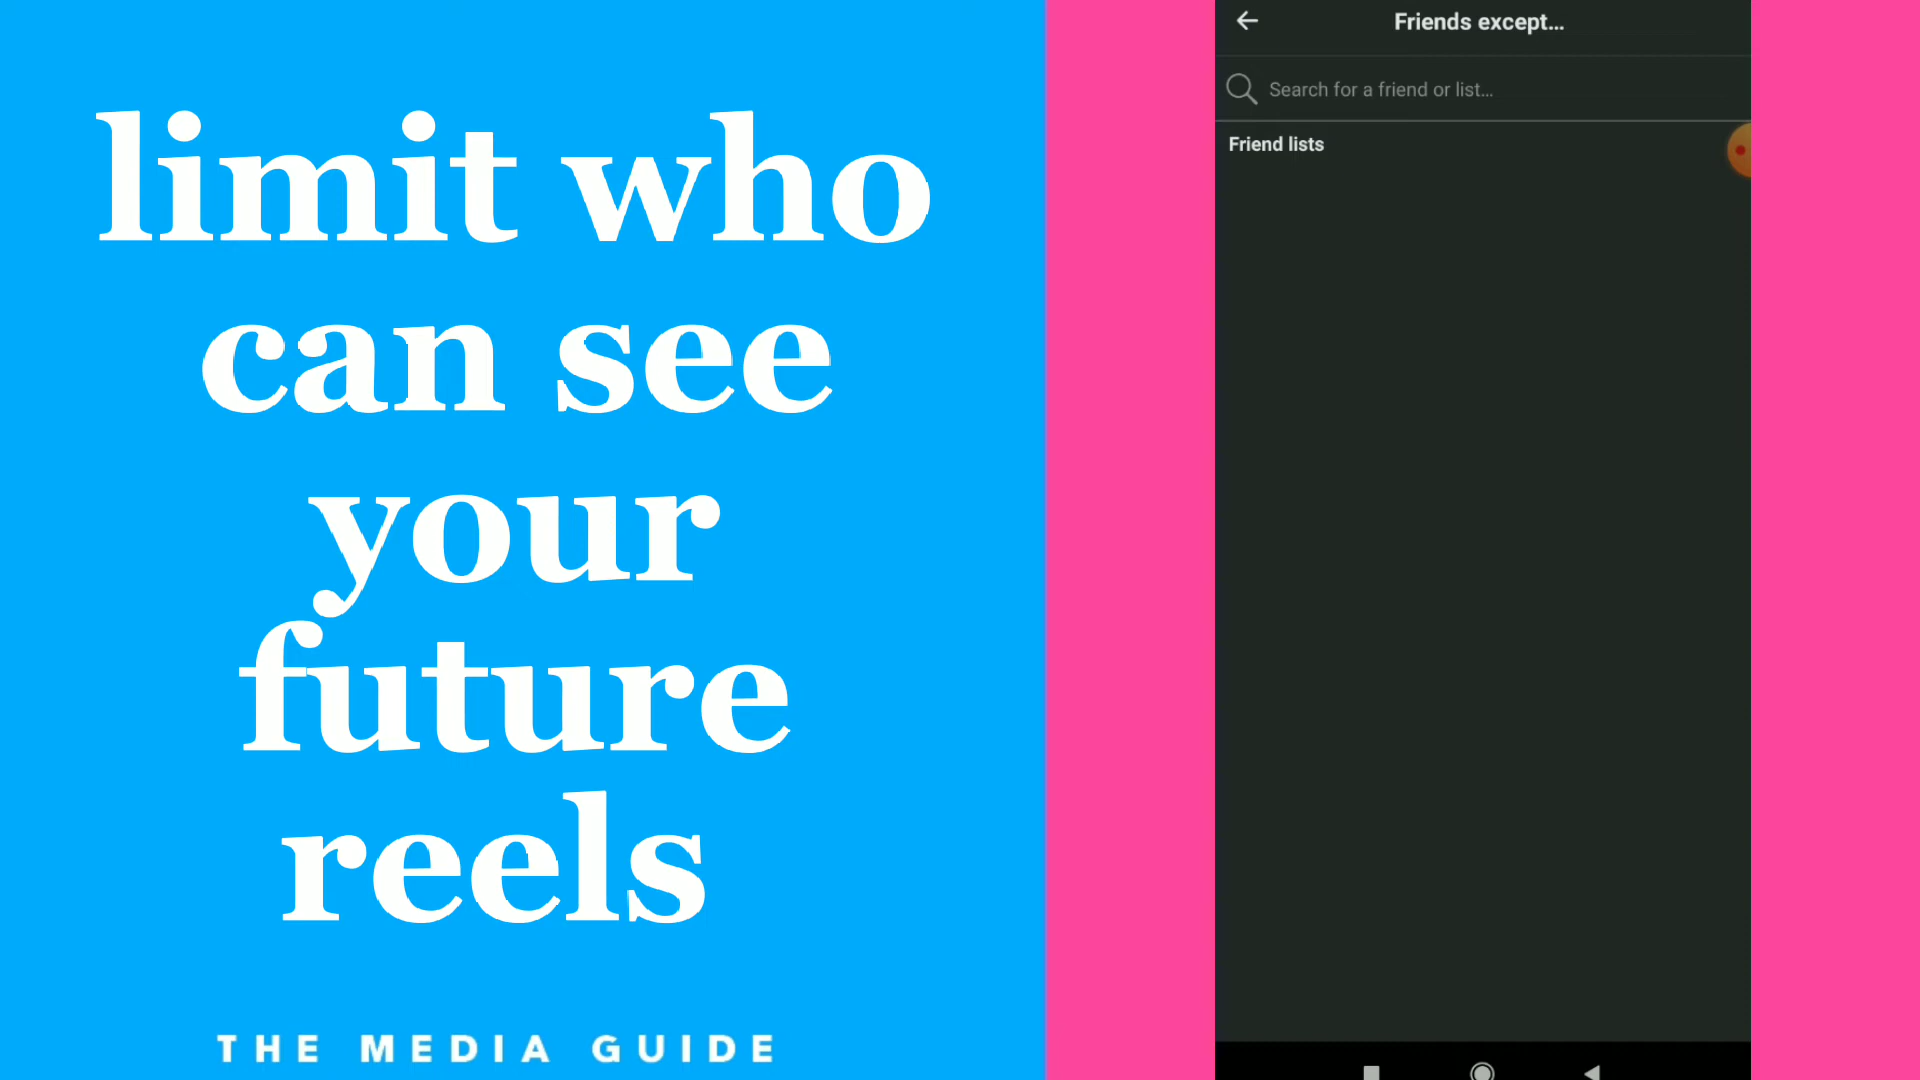 limit who
can see
your
future
reels
THE MEDIA GUIDE
Friends except...
Search for a friend or list...
Friend lists